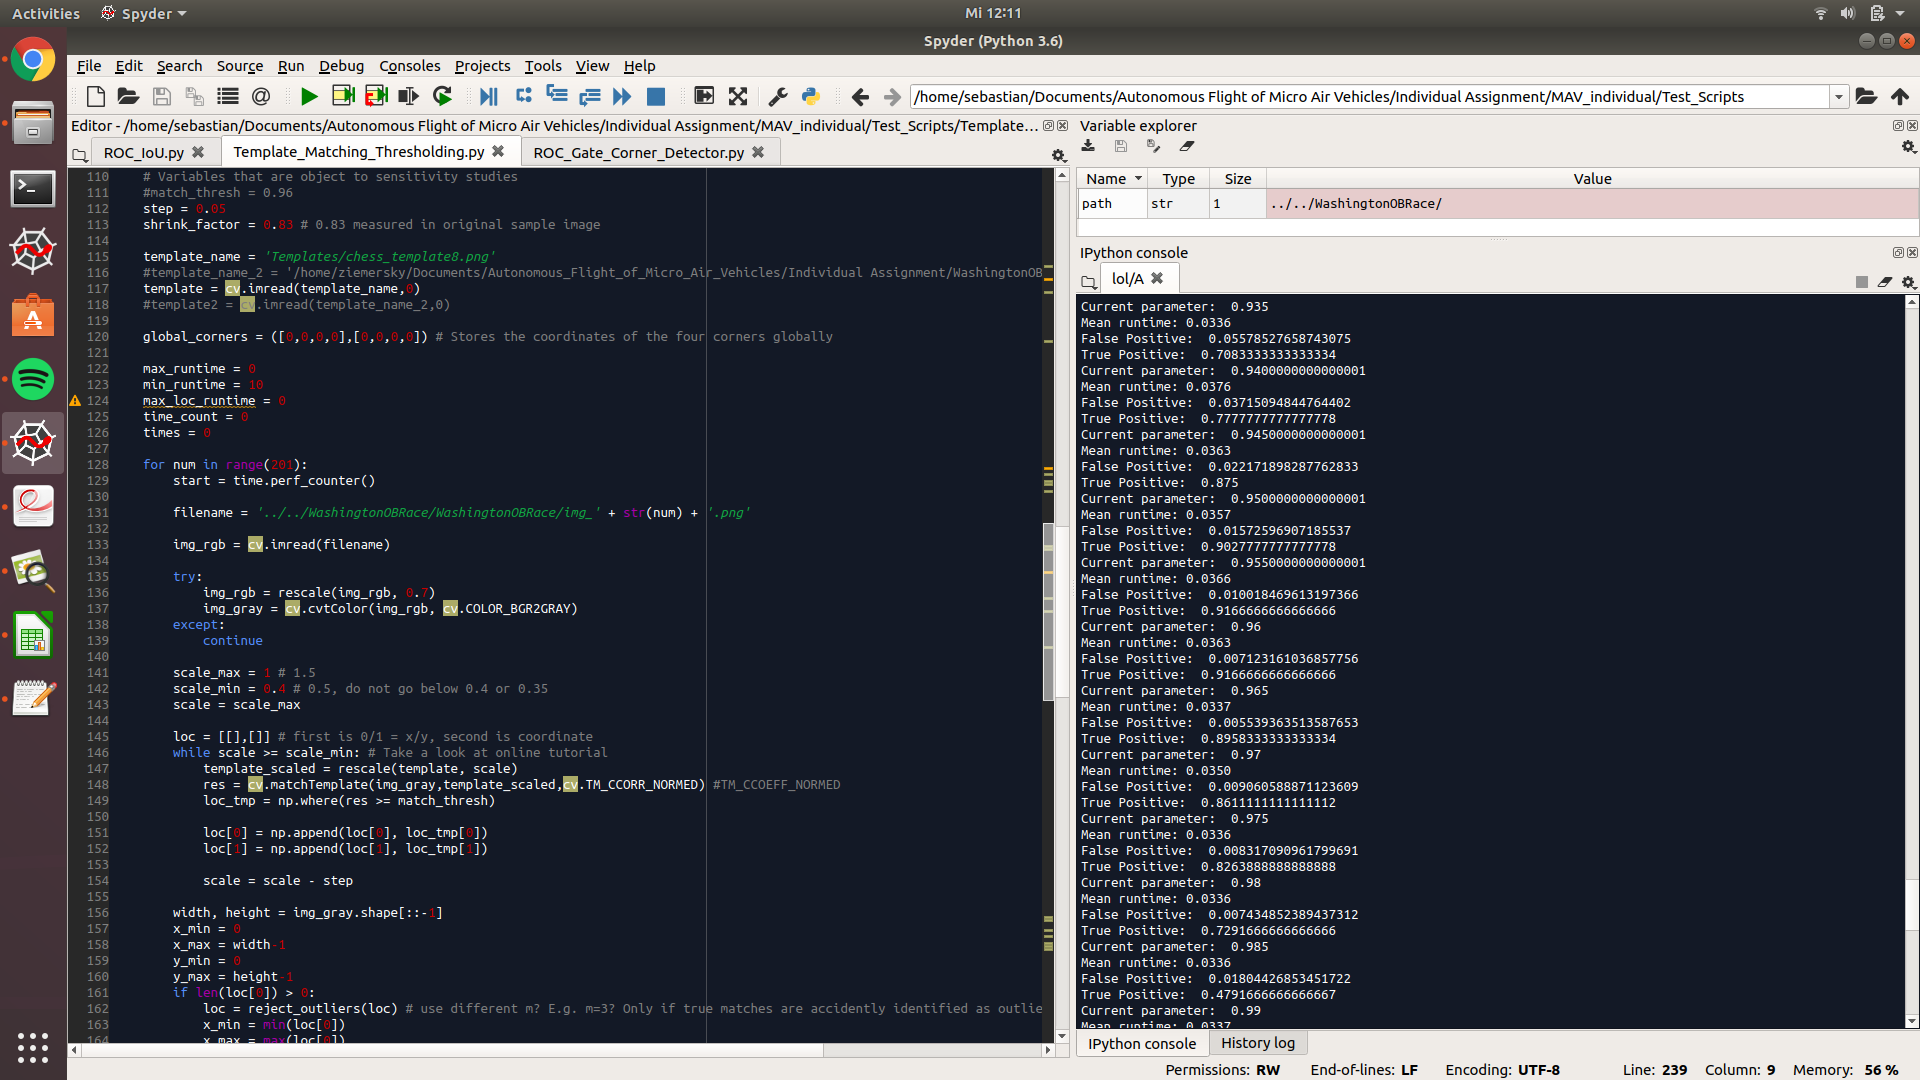 Activities Spyder Mi 12:11
Spyder (Python 3.6)
File Edit Search Source Run Debug Consoles Projects Tools View Help
/home/sebastian/Documents/Autonomous Flight of Micro Air Vehicles/Individual Assignment/MAV_individual/Test_Scripts
Editor - /home/sebastian/Documents/Autonomous Flight of Micro Air Vehicles/Individual Assignment/MAV_individual/Test_Scripts/Template...
ROC_IoU.py Template_Matching_Thresholding.py ROC_Gate_Corner_Detector.py
110 # Variables that are object to sensitivity studies
111 #match_thresh = 0.96
112 step = 0.05
113 shrink_factor = 0.83 # 0.83 measured in original sample image
114
115 template_name = 'Templates/chess_template8.png'
116 #template_name_2 = '/home/ziemersky/Documents/Autonomous_Flight_of_Micro_Air_Vehicles/Individual Assignment/WashingtonOB
117 template = cv.imread(template_name,0)
118 #template2 = cv.imread(template_name_2,0)
119
120 global_corners = ([0,0,0,0],[0,0,0,0]) # Stores the coordinates of the four corners globally
121
122 max_runtime = 0
123 min_runtime = 10
124 max_loc_runtime = 0
125 time_count = 0
126 times = 0
127
128 for num in range(201):
129 start = time.perf_counter()
130
131 filename = '../../WashingtonOBRace/WashingtonOBRace/img_' + str(num) + '.png'
132
133 img_rgb = cv.imread(filename)
134
135 try:
136 img_rgb = rescale(img_rgb, 0.7)
137 img_gray = cv.cvtColor(img_rgb, cv.COLOR_BGR2GRAY)
138 except:
139 continue
140
141 scale_max = 1 # 1.5
142 scale_min = 0.4 # 0.5, do not go below 0.4 or 0.35
143 scale = scale_max
144
145 loc = [[],[]] # first is 0/1 = x/y, second is coordinate
146 while scale >= scale_min: # Take a look at online tutorial
147 template_scaled = rescale(template, scale)
148 res = cv.matchTemplate(img_gray,template_scaled,cv.TM_CCORR_NORMED) #TM_CCOEFF_NORMED
149 loc_tmp = np.where(res >= match_thresh)
150
151 loc[0] = np.append(loc[0], loc_tmp[0])
152 loc[1] = np.append(loc[1], loc_tmp[1])
153
154 scale = scale - step
155
156 width, height = img_gray.shape[::-1]
157 x_min = 0
158 x_max = width-1
159 y_min = 0
160 y_max = height-1
161 if len(loc[0]) > 0:
162 loc = reject_outliers(loc) # use different m? E.g. m=3? Only if true matches are accidently identified as outlie
163 x_min = min(loc[0])
164 x_max = max(loc[0])
Variable explorer
Name Type Size Value
path str 1 ../../WashingtonOBRace/
IPython console
lol/A
Current parameter: 0.935
Mean runtime: 0.0336
False Positive: 0.05578527658743075
True Positive: 0.7083333333333334
Current parameter: 0.9400000000000001
Mean runtime: 0.0376
False Positive: 0.03715094844764402
True Positive: 0.7777777777777778
Current parameter: 0.9450000000000001
Mean runtime: 0.0363
False Positive: 0.022171898287762833
True Positive: 0.875
Current parameter: 0.9500000000000001
Mean runtime: 0.0357
False Positive: 0.01572596907185537
True Positive: 0.9027777777777778
Current parameter: 0.9550000000000001
Mean runtime: 0.0366
False Positive: 0.010018469613197366
True Positive: 0.9166666666666666
Current parameter: 0.96
Mean runtime: 0.0363
False Positive: 0.007123161036857756
True Positive: 0.9166666666666666
Current parameter: 0.965
Mean runtime: 0.0337
False Positive: 0.005539363513587653
True Positive: 0.8958333333333334
Current parameter: 0.97
Mean runtime: 0.0350
False Positive: 0.009060588871123609
True Positive: 0.8611111111111112
Current parameter: 0.975
Mean runtime: 0.0336
False Positive: 0.008317090961799691
True Positive: 0.8263888888888888
Current parameter: 0.98
Mean runtime: 0.0336
False Positive: 0.007434852389437312
True Positive: 0.7291666666666666
Current parameter: 0.985
Mean runtime: 0.0336
False Positive: 0.01804426853451722
True Positive: 0.4791666666666667
Current parameter: 0.99
Mean runtime: 0.0337
IPython console History log
Permissions: RW End-of-lines: LF Encoding: UTF-8 Line: 239 Column: 9 Memory: 56 %